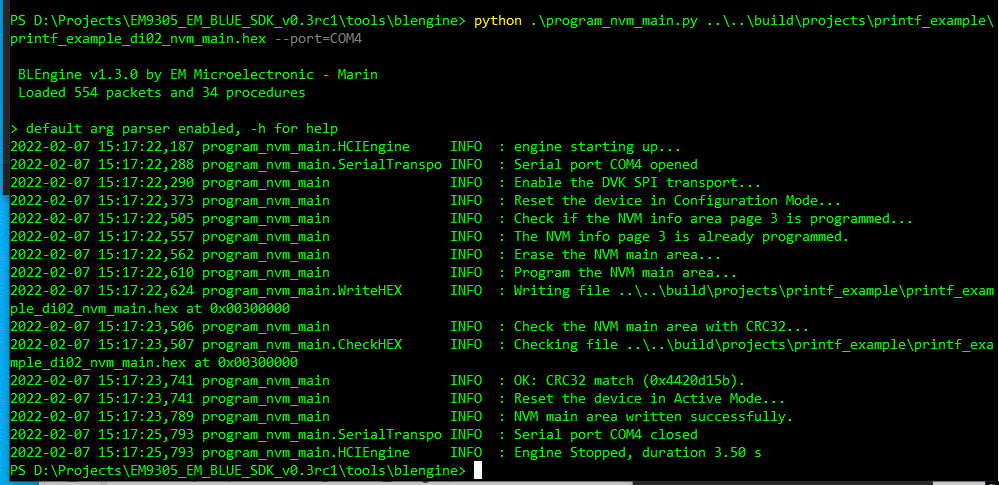 PS D:\Projects\EM9305_EM_BLUE_SDK_v0.3rc1\tools\blengine> python .\program_nvm_main.py ..\..\build\projects\printf_example\
printf_example_di02_nvm_main.hex --port=COM4
BLEngine v1.3.0 by EM Microelectronic - Marin
Loaded 554 packets and 34 procedures
> default arg parser enabled, -h for help
2022-02-07 15:17:22,187 program_nvm_main.HCIEngine     INFO  : engine starting up...
2022-02-07 15:17:22,288 program_nvm_main.SerialTranspo INFO  : Serial port COM4 opened
2022-02-07 15:17:22,290 program_nvm_main               INFO  : Enable the DVK SPI transport...
2022-02-07 15:17:22,373 program_nvm_main               INFO  : Reset the device in Configuration Mode...
2022-02-07 15:17:22,505 program_nvm_main               INFO  : Check if the NVM info area page 3 is programmed...
2022-02-07 15:17:22,557 program_nvm_main               INFO  : The NVM info page 3 is already programmed.
2022-02-07 15:17:22,562 program_nvm_main               INFO  : Erase the NVM main area...
2022-02-07 15:17:22,610 program_nvm_main               INFO  : Program the NVM main area...
2022-02-07 15:17:22,624 program_nvm_main.WriteHEX      INFO  : Writing file ..\..\build\projects\printf_example\printf_exam
ple_di02_nvm_main.hex at 0x00300000
2022-02-07 15:17:23,506 program_nvm_main               INFO  : Check the NVM main area with CRC32...
2022-02-07 15:17:23,507 program_nvm_main.CheckHEX      INFO  : Checking file ..\..\build\projects\printf_example\printf_exa
mple_di02_nvm_main.hex at 0x00300000
2022-02-07 15:17:23,741 program_nvm_main               INFO  : OK: CRC32 match (0x4420d15b).
2022-02-07 15:17:23,741 program_nvm_main               INFO  : Reset the device in Active Mode...
2022-02-07 15:17:23,789 program_nvm_main               INFO  : NVM main area written successfully.
2022-02-07 15:17:25,793 program_nvm_main.SerialTranspo INFO  : Serial port COM4 closed
2022-02-07 15:17:25,793 program_nvm_main.HCIEngine     INFO  : Engine Stopped, duration 3.50 s
PS D:\Projects\EM9305_EM_BLUE_SDK_v0.3rc1\tools\blengine>